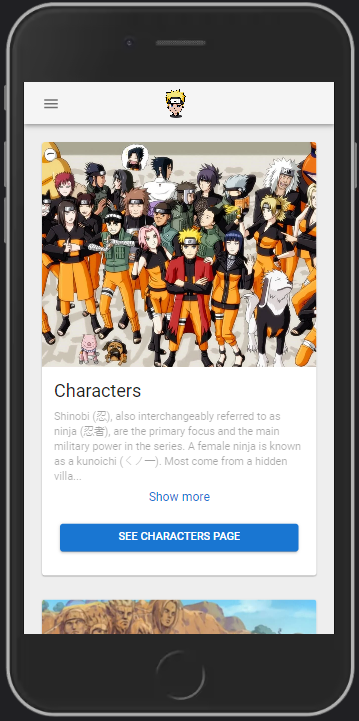 Characters
Shinobi (忍), also interchangeably referred to as
ninja (忍者), are the primary focus and the main
military power in the series. A female ninja is known
as a kunoichi (くノ一). Most come from a hidden
villa...
Show more
SEE CHARACTERS PAGE